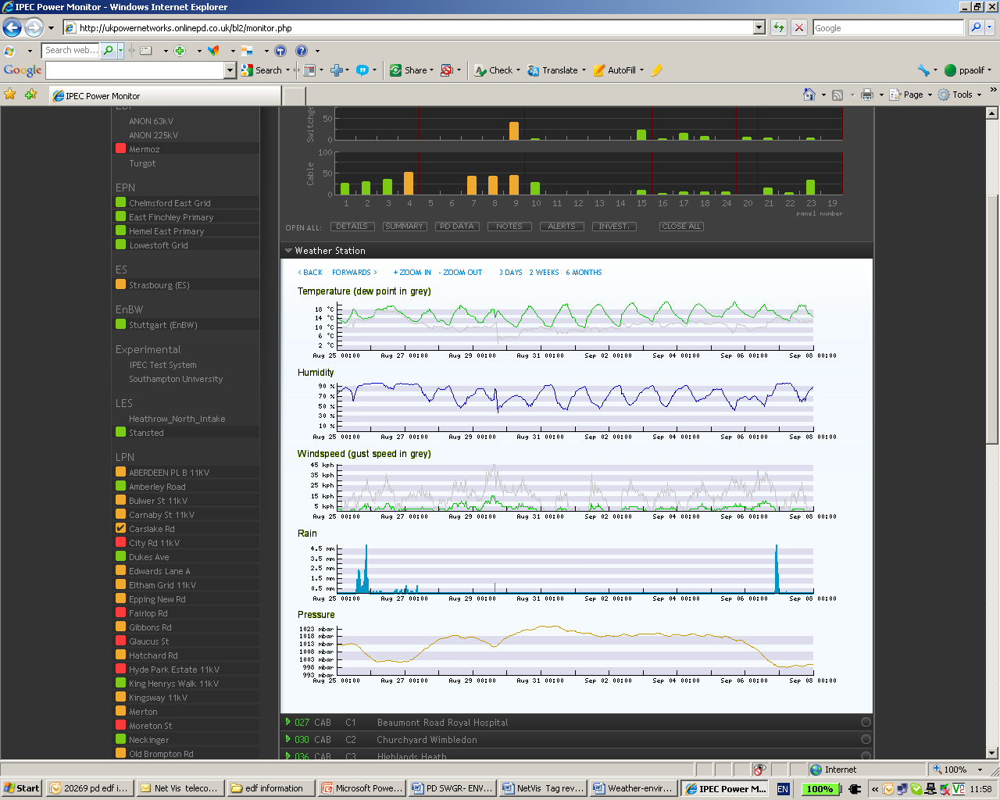 IPEC Power Monitor - Windows Internet Explorer
http://ukpowernetworks.onlinepd.co.uk/bl2/monitor.php
Google
Search web...
Google
Search
Share
Check
Translate
AutoFill
ppaolif
IPEC Power Monitor
Page
Tools
ANON 63kV
ANON 225kV
Mermoz
Turgot
EPN
Chelmsford East Grid
East Finchley Primary
Hemel East Primary
Lowestoft Grid
ES
Strasbourg (ES)
EnBW
Stuttgart (EnBW)
Experimental
IPEC Test System
Southampton University
LES
Heathrow_North_Intake
Stansted
LPN
ABERDEEN PL B 11KV
Amberley Road
Bulwer St 11kV
Carnaby St 11kV
Carslake Rd
City Rd 11kV
Dukes Ave
Edwards Lane A
Eltham Grid 11kV
Epping New Rd
Fairlop Rd
Gibbons Rd
Glaucus St
Hatchard Rd
Hyde Park Estate 11kV
King Henrys Walk 11kV
Kingsway 11kV
Merton
Moreton St
Neckinger
Old Brompton Rd
Switchg
50
0
Cable
100
50
0
1 2 3 4 5 6 7 8 9 10 11 12 13 14 15 16 17 18 24 20 21 22 23 19
panel number
OPEN ALL: DETAILS SUMMARY PD DATA NOTES ALERTS INVEST. CLOSE ALL
Weather Station
< BACK FORWARDS > + ZOOM IN - ZOOM OUT 3 DAYS 2 WEEKS 6 MONTHS
Temperature (dew point in grey)
18 °C
14 °C
10 °C
6 °C
2 °C
Aug 25 00:00 Aug 27 00:00 Aug 29 00:00 Aug 31 00:00 Sep 02 00:00 Sep 04 00:00 Sep 06 00:00 Sep 08 00:00
Humidity
90 %
70 %
50 %
30 %
10 %
Aug 25 00:00 Aug 27 00:00 Aug 29 00:00 Aug 31 00:00 Sep 02 00:00 Sep 04 00:00 Sep 06 00:00 Sep 08 00:00
Windspeed (gust speed in grey)
45 kph
35 kph
25 kph
15 kph
5 kph
Aug 25 00:00 Aug 27 00:00 Aug 29 00:00 Aug 31 00:00 Sep 02 00:00 Sep 04 00:00 Sep 06 00:00 Sep 08 00:00
Rain
4.5 mm
3.5 mm
2.5 mm
1.5 mm
0.5 mm
Aug 25 00:00 Aug 27 00:00 Aug 29 00:00 Aug 31 00:00 Sep 02 00:00 Sep 04 00:00 Sep 06 00:00 Sep 08 00:00
Pressure
1023 mbar
1018 mbar
1013 mbar
1008 mbar
1003 mbar
998 mbar
993 mbar
Aug 25 00:00 Aug 27 00:00 Aug 29 00:00 Aug 31 00:00 Sep 02 00:00 Sep 04 00:00 Sep 06 00:00 Sep 08 00:00
027 CAB C1 Beaumont Road Royal Hospital
030 CAB C2 Churchyard Wimbledon
036 CAB C3 Highlands Heath
Internet
100%
Start
20269 pd edf i...
Net Vis teleco...
edf information
Microsoft Powe...
PD SWGR- ENV...
NetVis Tag rev...
Weather-envir...
IPEC Power M...
EN
100%
11:58